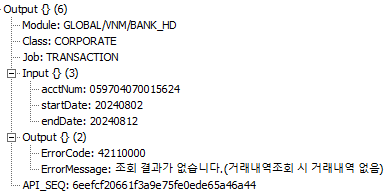 Output {} (6)
Module: GLOBAL/VNM/BANK_HD
Class: CORPORATE
Job: TRANSACTION
Input {} (3)
acctNum: 059704070015624
startDate: 20240802
endDate: 20240812
Output {} (2)
ErrorCode: 42110000
ErrorMessage: 조회 결과가 없습니다.(거래내역조회 시 거래내역 없음)
API_SEQ: 6eefcf20661f3a9e75fe0ede65a46a44